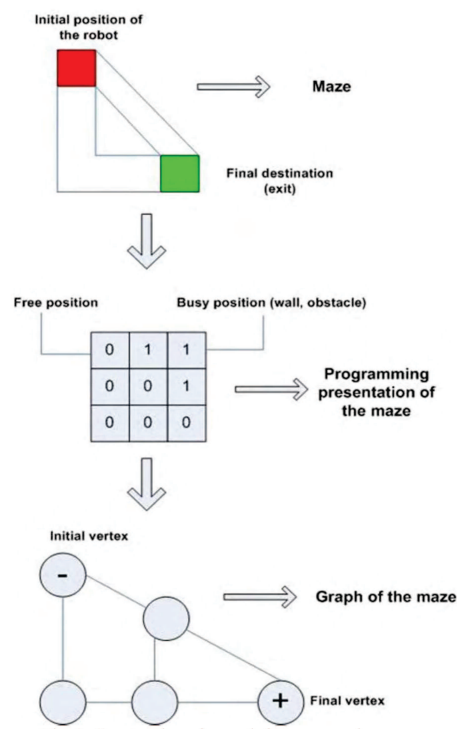 Initial position of
the robot
Maze
Final destination
(exit)
Free position
Busy position (wall, obstacle)
0 1 1
0 0 1
0 0 0
Programming
presentation of
the maze
Initial vertex
-
Graph of the maze
+
Final vertex